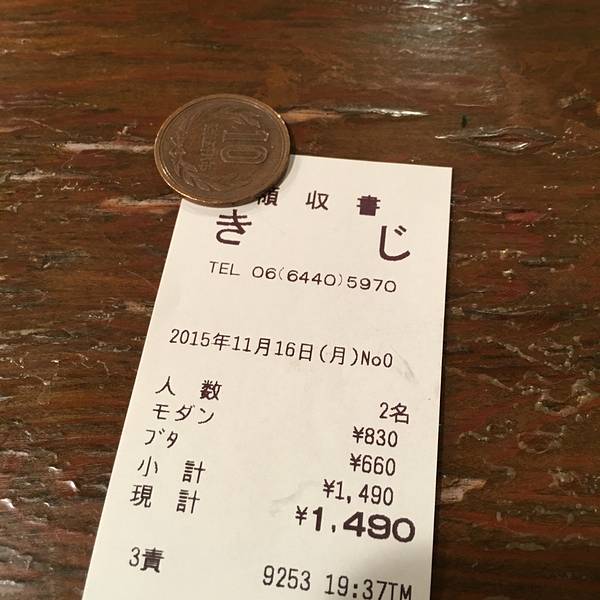 10
領収書
きじ
TEL 06(6440)5970
2015年11月16日(月)No0
人数 2名
モダン ¥830
ブタ ¥660
小計 ¥1,490
現計 ¥1,490
3責 9253 19:37TM